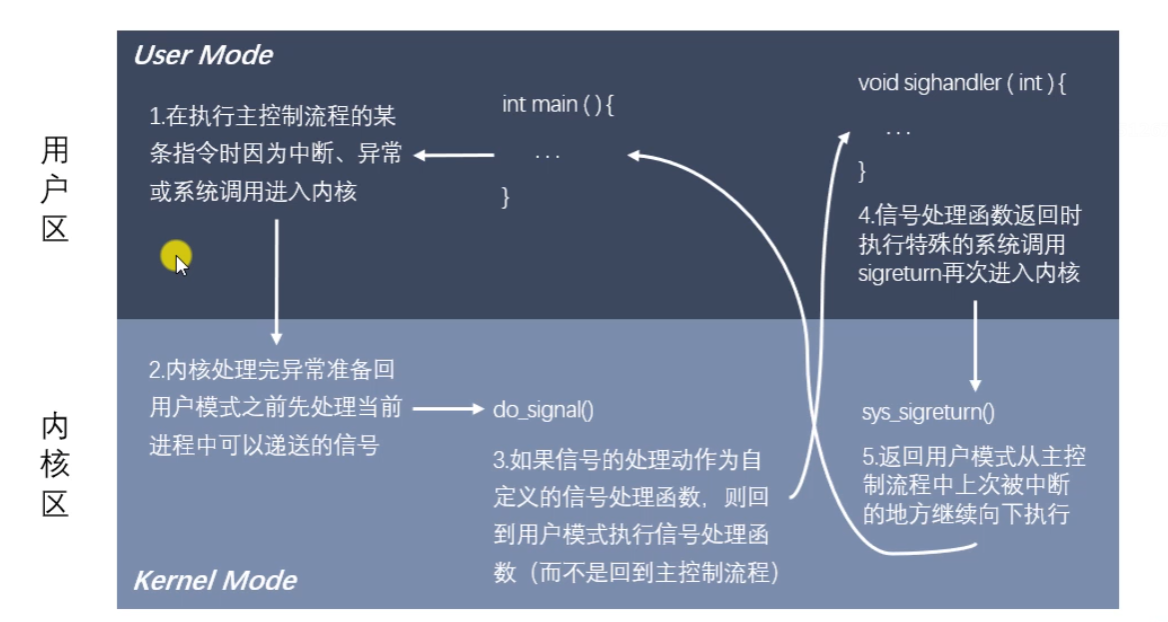 用
户
区
User Mode
1.在执行主控制流程的某
条指令时因为中断、异常
或系统调用进入内核
int main ( ) {
. . .
}
void sighandler ( int ) {
. . .
}
4.信号处理函数返回时
执行特殊的系统调用
sigreturn再次进入内核
内
核
区
2.内核处理完异常准备回
用户模式之前先处理当前
进程中可以递送的信号
do_signal()
3.如果信号的处理动作为自
定义的信号处理函数，则回
到用户模式执行信号处理函
数（而不是回到主控制流程）
sys_sigreturn()
5.返回用户模式从主控
制流程中上次被中断
的地方继续向下执行
Kernel Mode